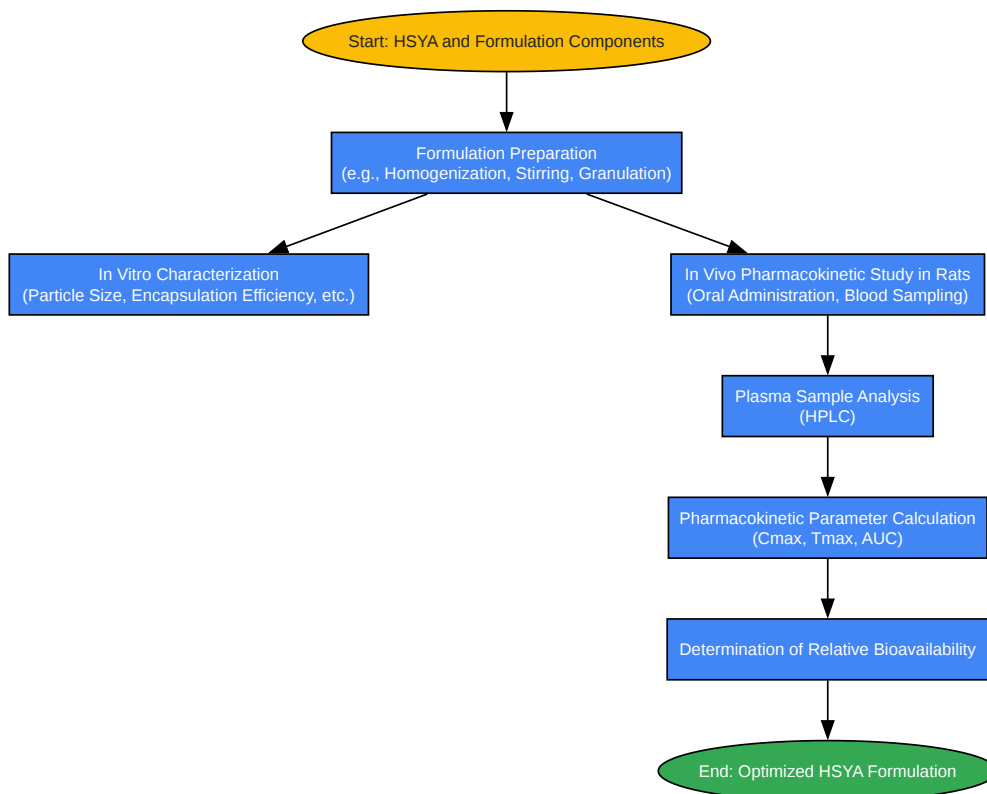 Start: HSYA and Formulation Components
Formulation Preparation
(e.g., Homogenization, Stirring, Granulation)
In Vitro Characterization
(Particle Size, Encapsulation Efficiency, etc.)
In Vivo Pharmacokinetic Study in Rats
(Oral Administration, Blood Sampling)
Plasma Sample Analysis
(HPLC)
Pharmacokinetic Parameter Calculation
(Cmax, Tmax, AUC)
Determination of Relative Bioavailability
End: Optimized HSYA Formulation